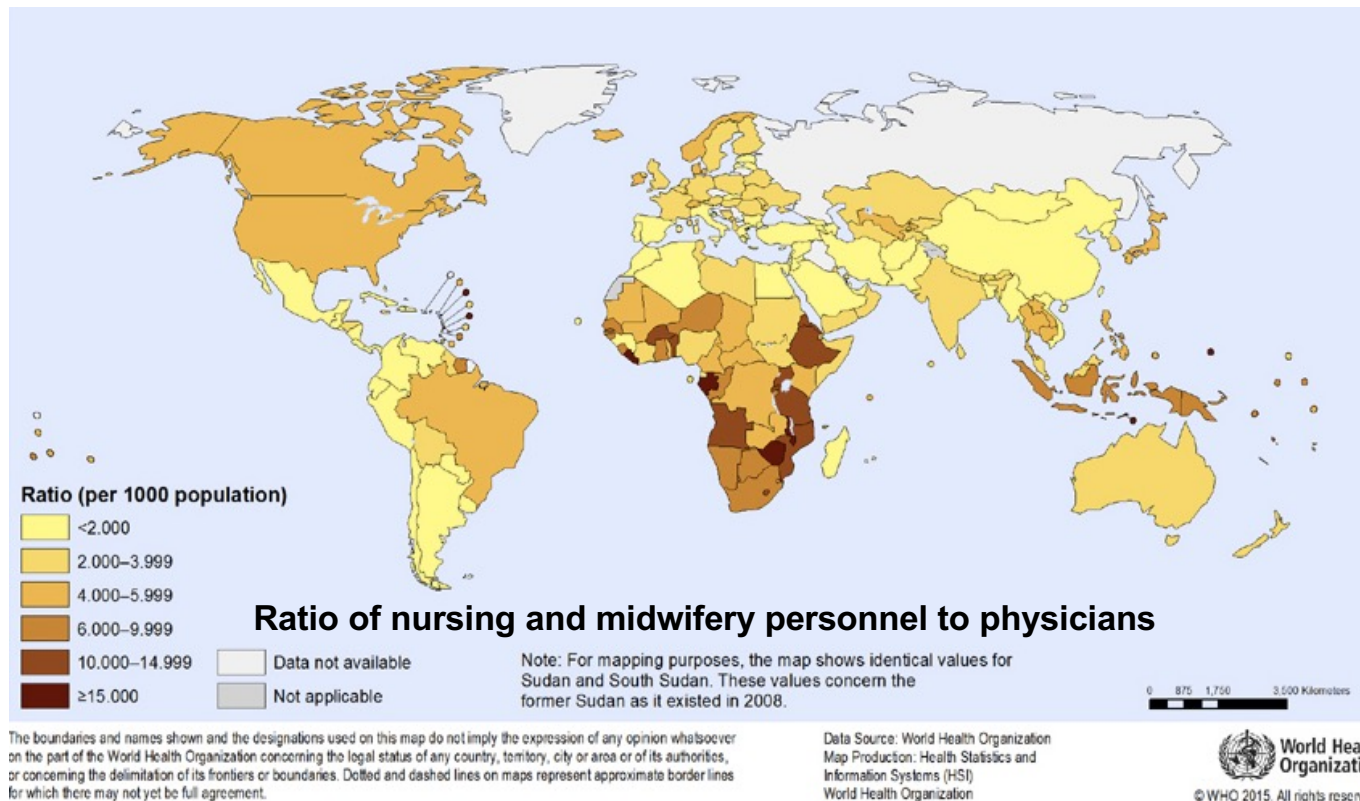 Ratio (per 1000 population)
<2.000
2.000–3.999
4.000–5.999
6.000–9.999
10.000–14.999
≥15.000
Data not available
Not applicable
Ratio of nursing and midwifery personnel to physicians
Note: For mapping purposes, the map shows identical values for
Sudan and South Sudan. These values concern the
former Sudan as it existed in 2008.
0 875 1,750 3,500 Kilometers
The boundaries and names shown and the designations used on this map do not imply the expression of any opinion whatsoever
on the part of the World Health Organization concerning the legal status of any country, territory, city or area or of its authorities,
or concerning the delimitation of its frontiers or boundaries. Dotted and dashed lines on maps represent approximate border lines
for which there may not yet be full agreement.
Data Source: World Health Organization
Map Production: Health Statistics and
Information Systems (HSI)
World Health Organization
World Hea
Organizati
© WHO 2015. All rights reserv